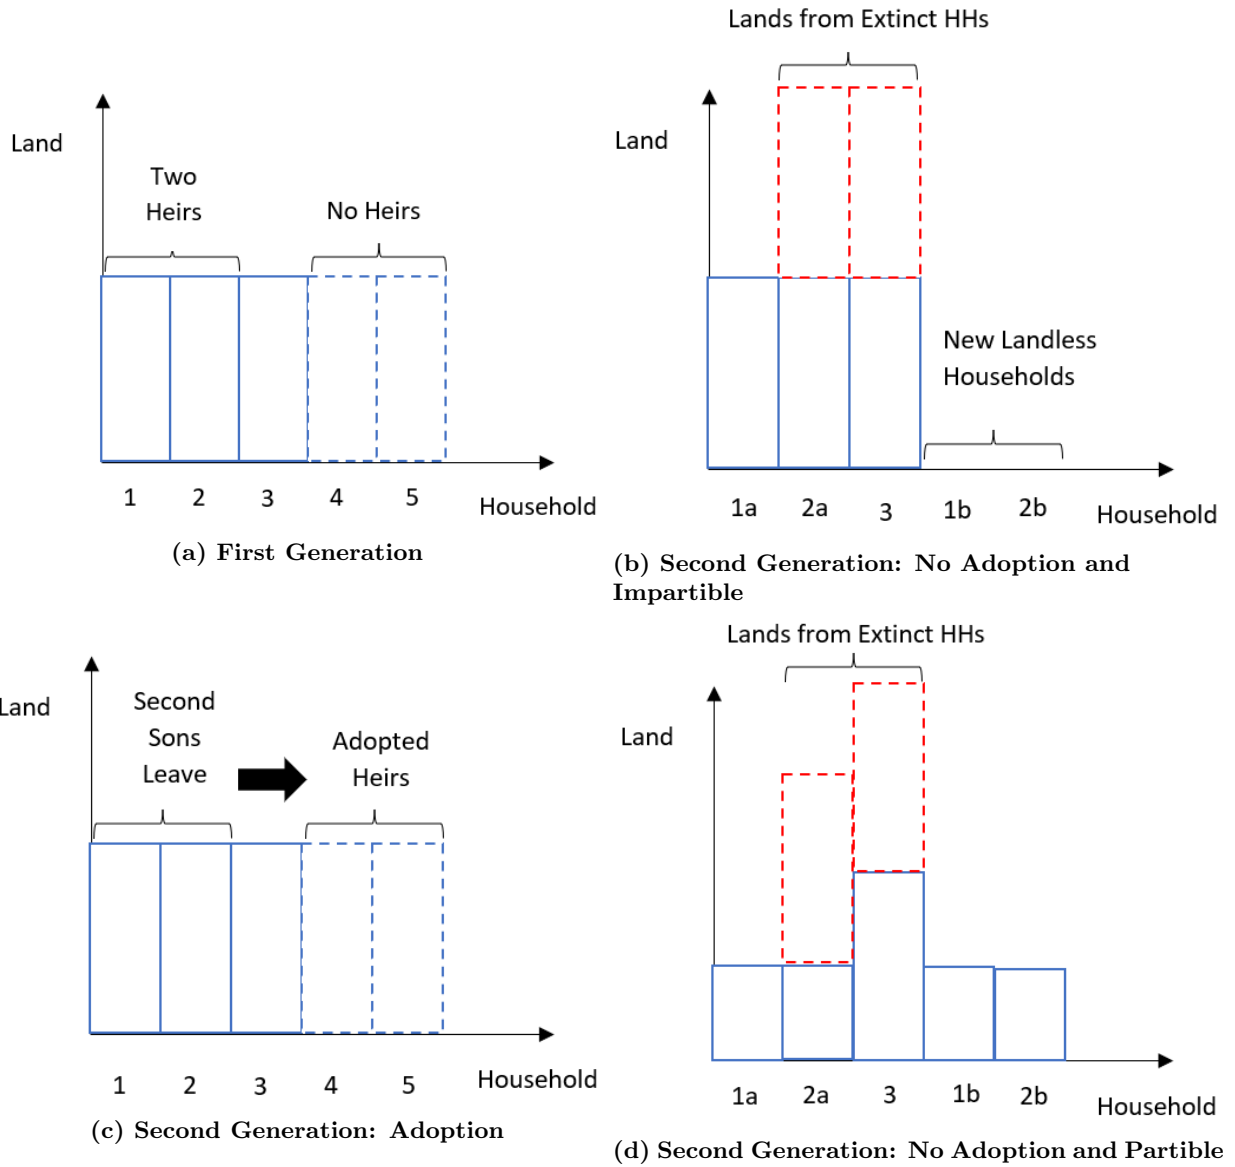 Land
Two
Heirs
No Heirs
1 2 3 4 5
Household
(a) First Generation
Lands from Extinct HHs
Land
New Landless
Households
1a 2a 3 1b 2b
Household
(b) Second Generation: No Adoption and
Impartible
Land
Second
Sons
Leave
Adopted
Heirs
1 2 3 4 5
Household
(c) Second Generation: Adoption
Lands from Extinct HHs
Land
1a 2a 3 1b 2b
Household
(d) Second Generation: No Adoption and Partible